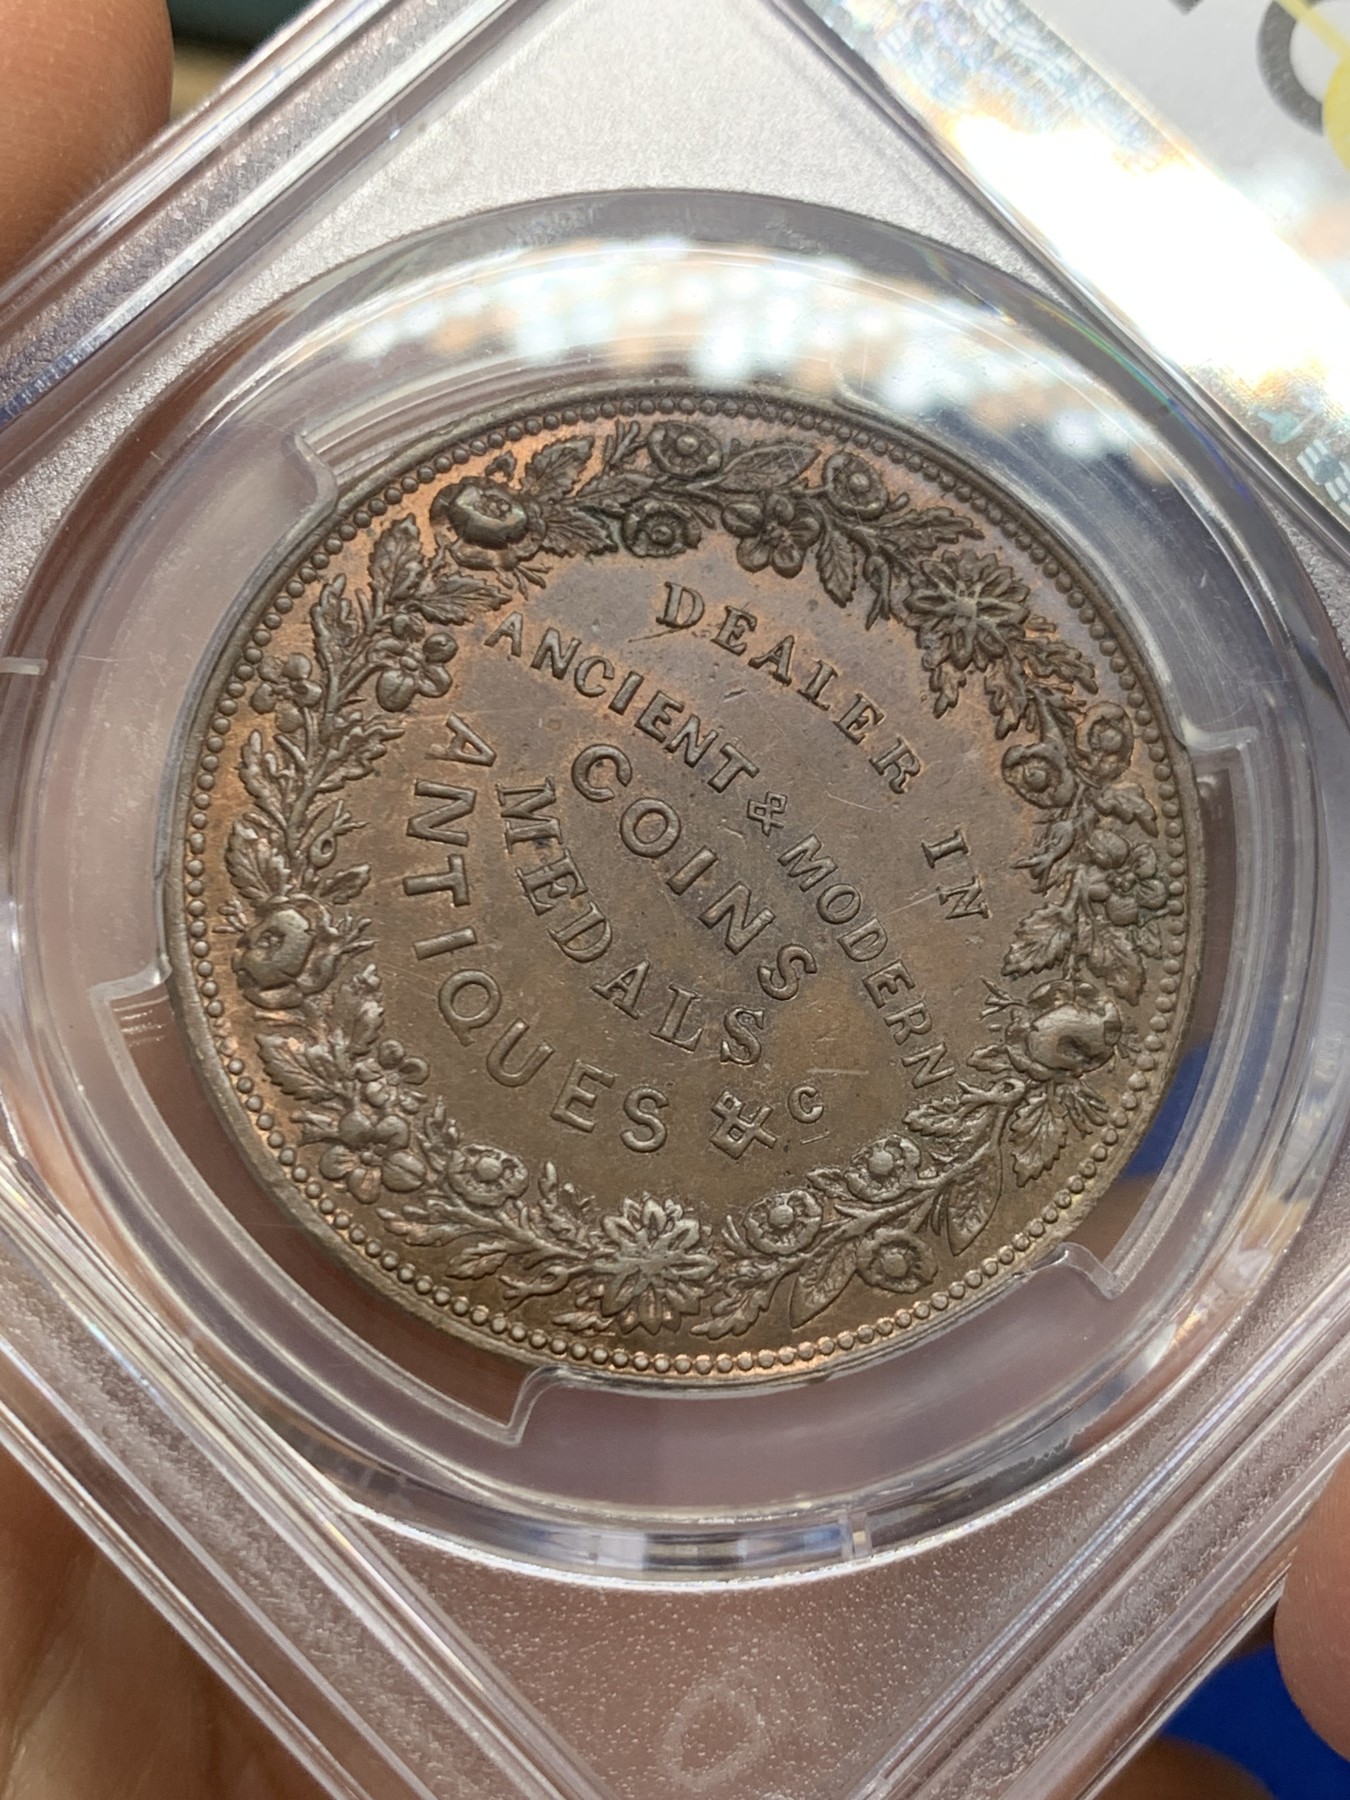 DEALER IN
ANCIENT & MODERN
COINS
MEDALS
ANTIQUES &C